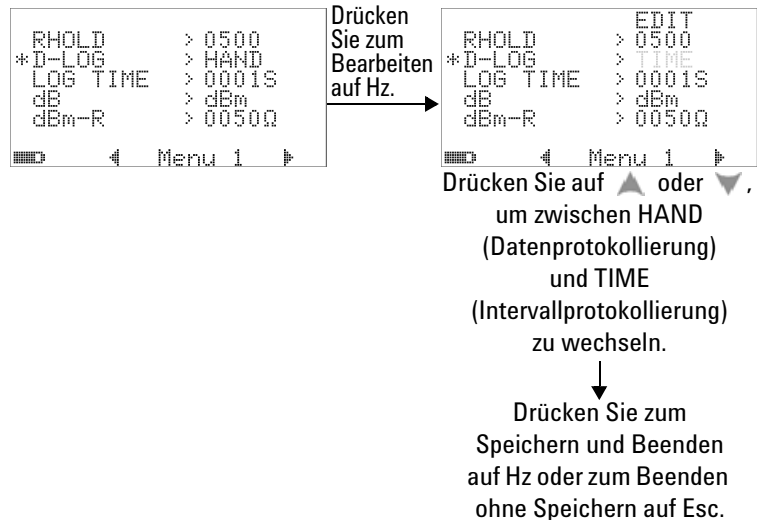 RHOLD > 0500
*D-LOG > HAND
LOG TIME > 0001S
dB > dBm
dBm-R > 0050Ω
Menu 1
Drücken
Sie zum
Bearbeiten
auf Hz.
EDIT
RHOLD > 0500
*D-LOG > TIME
LOG TIME > 0001S
dB > dBm
dBm-R > 0050Ω
Menu 1
Drücken Sie auf ▲ oder ▼,
um zwischen HAND
(Datenprotokollierung)
und TIME
(Intervallprotokollierung)
zu wechseln.
Drücken Sie zum
Speichern und Beenden
auf Hz oder zum Beenden
ohne Speichern auf Esc.